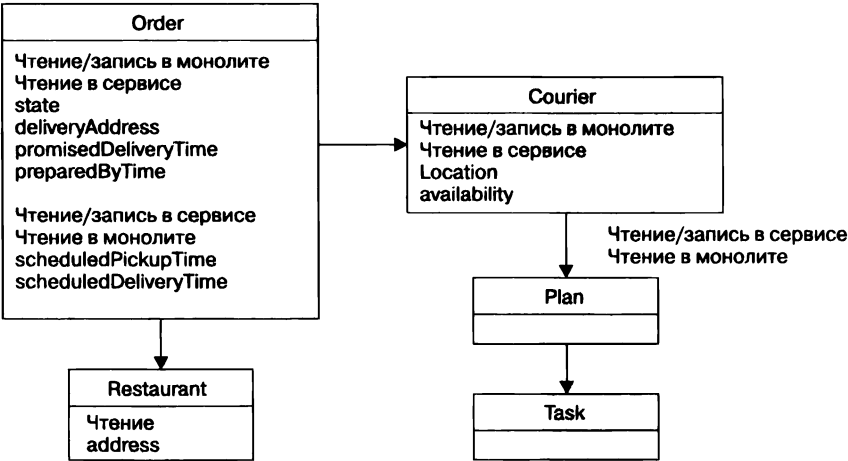 Order
Чтение/запись в монолите
Чтение в сервисе
state
deliveryAddress
promisedDeliveryTime
preparedByTime
Чтение/запись в сервисе
Чтение в монолите
scheduledPickupTime
scheduledDeliveryTime
Courier
Чтение/запись в монолите
Чтение в сервисе
Location
availability
Чтение/запись в сервисе
Чтение в монолите
Plan
Restaurant
Чтение
address
Task